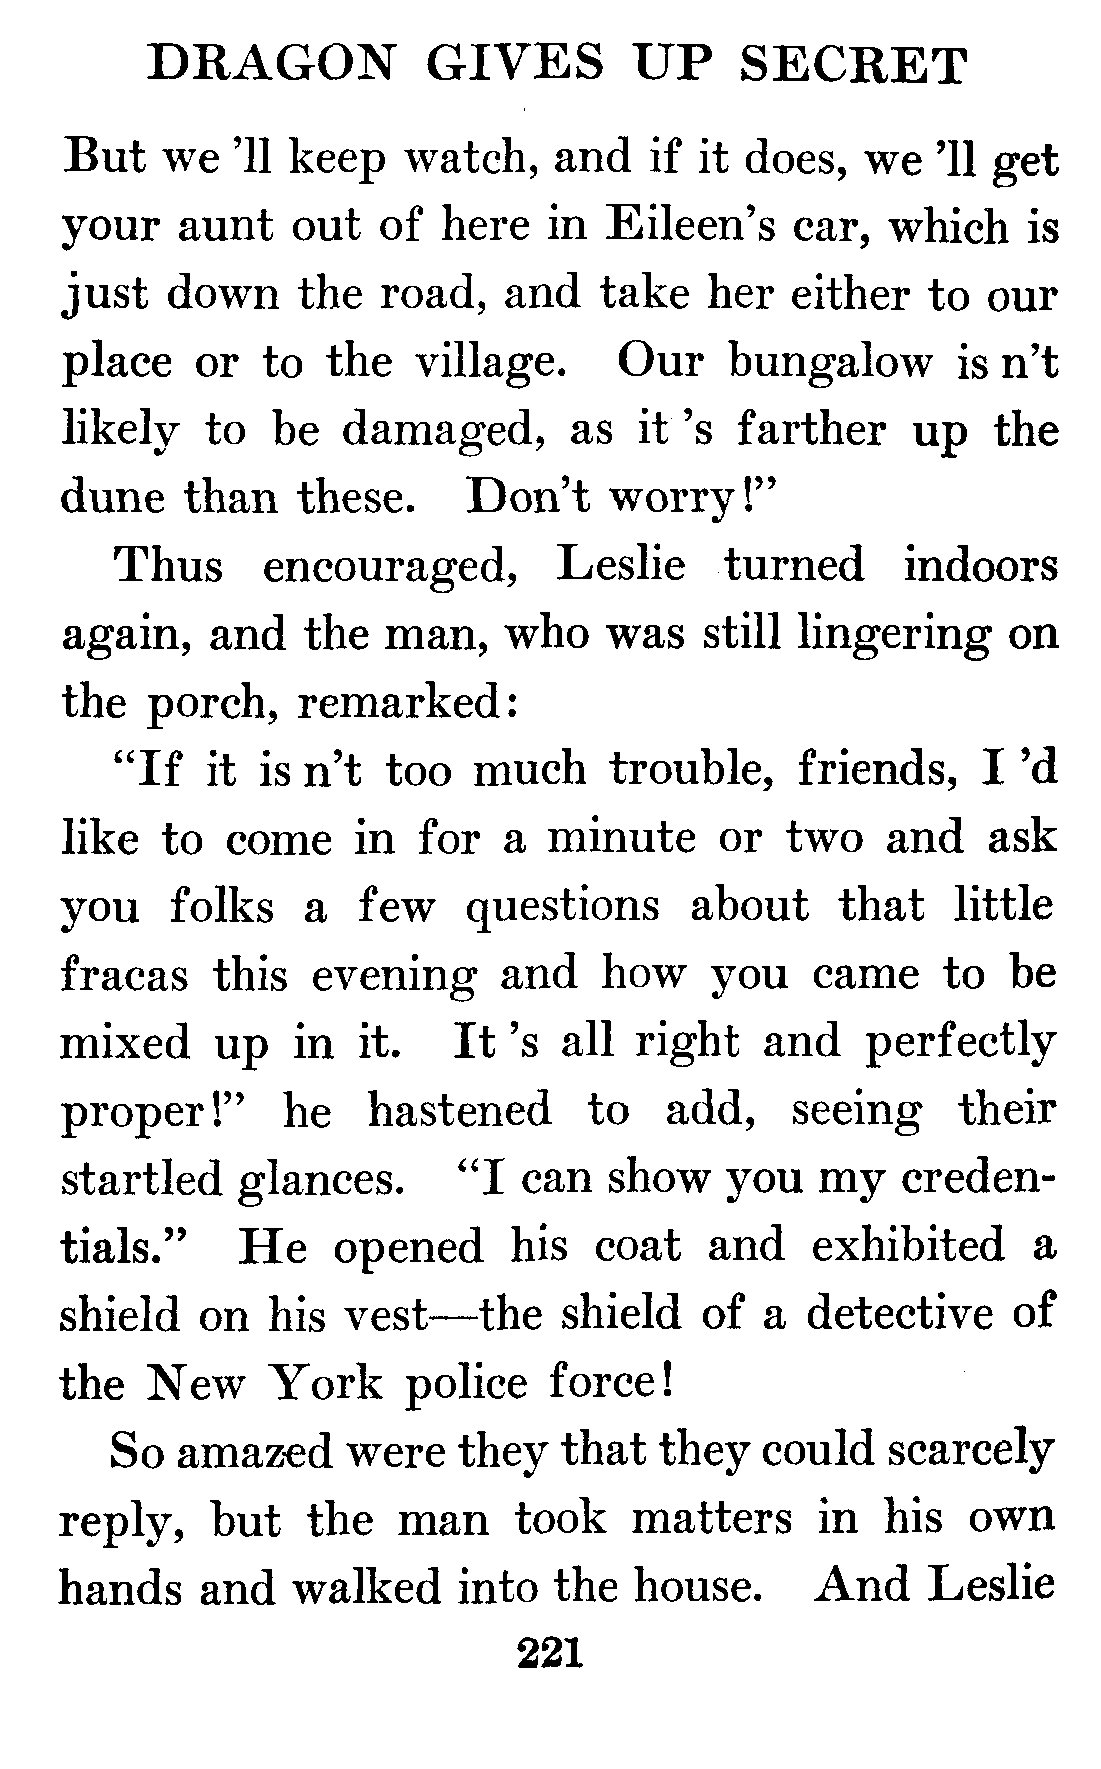 DRAGON GIVES UP SECRET
But we 'll keep watch, and if it does, we 'll get
your aunt out of here in Eileen's car, which is
just down the road, and take her either to our
place or to the village. Our bungalow is n't
likely to be damaged, as it 's farther up the
dune than these. Don't worry!”
Thus encouraged, Leslie turned indoors
again, and the man, who was still lingering on
the porch, remarked:
“If it is n't too much trouble, friends, I 'd
like to come in for a minute or two and ask
you folks a few questions about that little
fracas this evening and how you came to be
mixed up in it. It 's all right and perfectly
proper!” he hastened to add, seeing their
startled glances. “I can show you my creden-
tials.” He opened his coat and exhibited a
shield on his vest—the shield of a detective of
the New York police force!
So amazed were they that they could scarcely
reply, but the man took matters in his own
hands and walked into the house. And Leslie
221